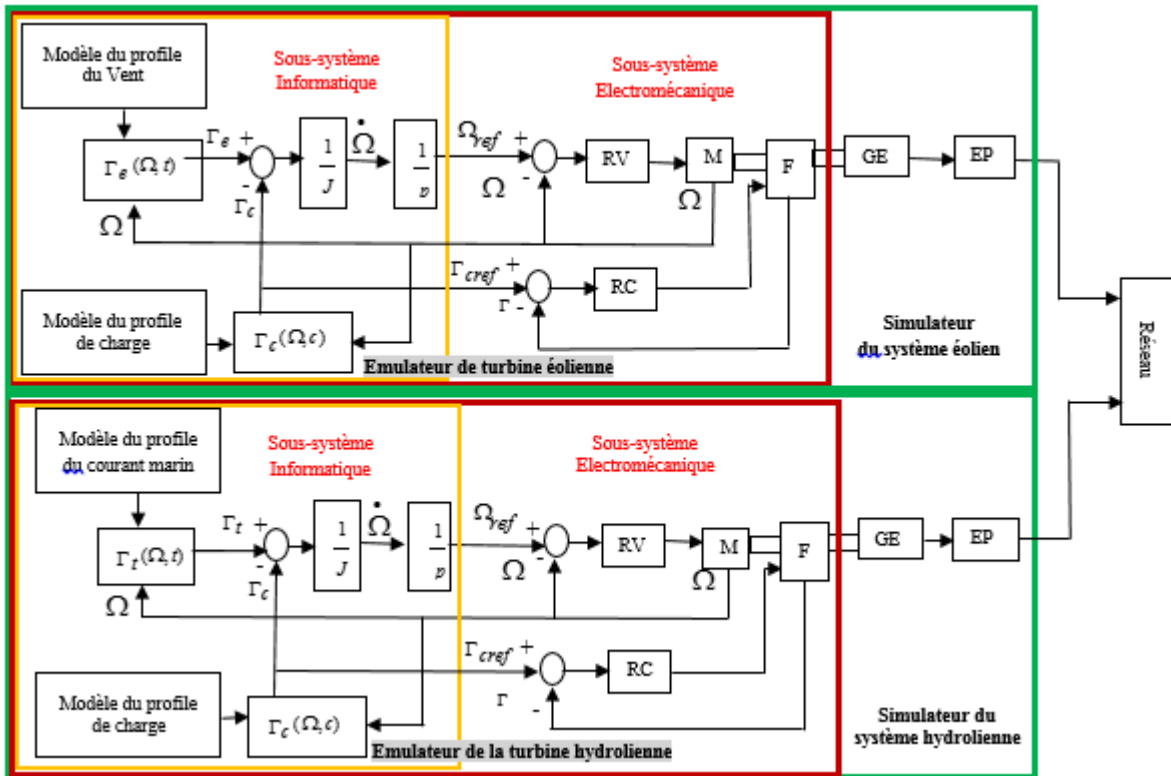 Modèle du profile
du Vent
Sous-système
Informatique
Sous-système
Electromécanique
Γe(Ω,t)
Γe +
-
Γc
1
J
Ω̇
1
p
Ωref +
Ω -
RV
M
Ω
F
GE
EP
Ω
Γcref +
Γ -
RC
Modèle du profile
de charge
Γc(Ω,c)
Emulateur de turbine éolienne
Simulateur
du système éolien
Réseau
Modèle du profile
du courant marin
Sous-système
Informatique
Sous-système
Electromécanique
Γt(Ω,t)
Γt +
-
Γc
1
J
Ω̇
1
p
Ωref +
Ω -
RV
M
Ω
F
GE
EP
Ω
Γcref +
Γ -
RC
Modèle du profile
de charge
Γc(Ω,c)
Emulateur de la turbine hydrolienne
Simulateur du
système hydrolienne